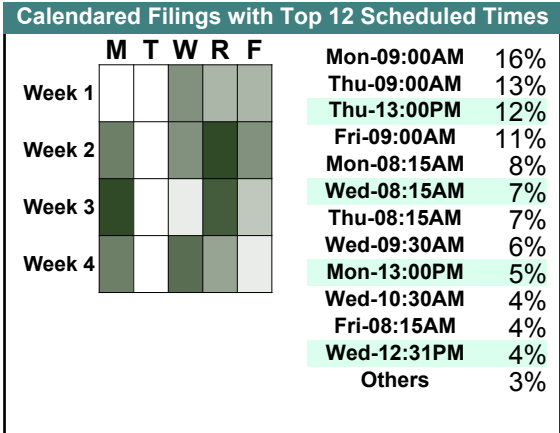 Calendared Filings with Top 12 Scheduled Times
M T W R F
Week 1
Week 2
Week 3
Week 4
Mon-09:00AM 16%
Thu-09:00AM 13%
Thu-13:00PM 12%
Fri-09:00AM 11%
Mon-08:15AM 8%
Wed-08:15AM 7%
Thu-08:15AM 7%
Wed-09:30AM 6%
Mon-13:00PM 5%
Wed-10:30AM 4%
Fri-08:15AM 4%
Wed-12:31PM 4%
Others 3%